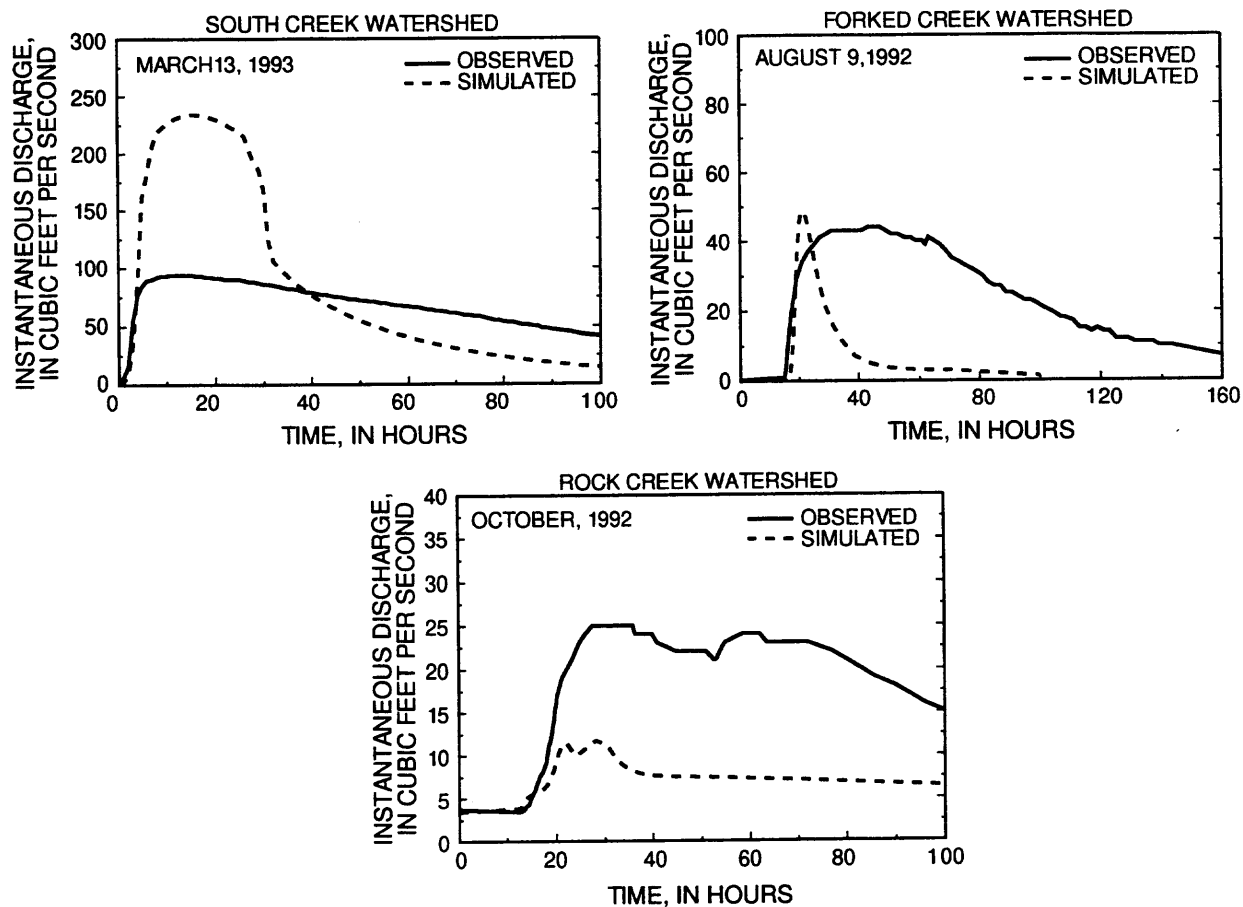 SOUTH CREEK WATERSHED
INSTANTANEOUS DISCHARGE,
IN CUBIC FEET PER SECOND
300
250
200
150
100
50
0
MARCH13, 1993
OBSERVED
SIMULATED
0 20 40 60 80 100
TIME, IN HOURS
FORKED CREEK WATERSHED
INSTANTANEOUS DISCHARGE,
IN CUBIC FEET PER SECOND
100
80
60
40
20
0
AUGUST 9,1992
OBSERVED
SIMULATED
0 40 80 120 160
TIME, IN HOURS
ROCK CREEK WATERSHED
INSTANTANEOUS DISCHARGE,
IN CUBIC FEET PER SECOND
40
35
30
25
20
15
10
5
0
OCTOBER, 1992
OBSERVED
SIMULATED
0 20 40 60 80 100
TIME, IN HOURS